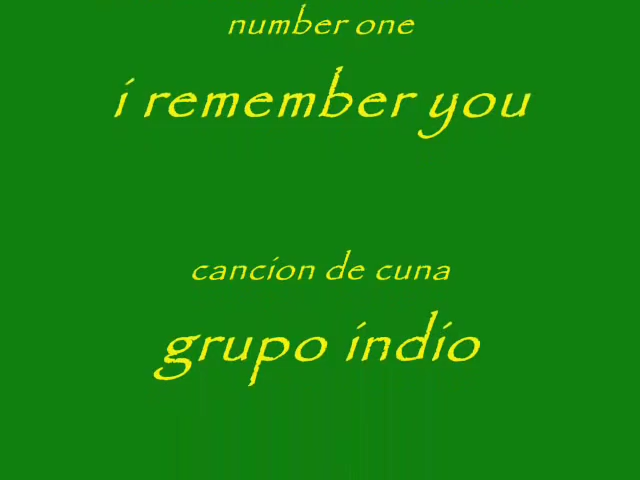 number one
i remember you
cancion de cuna
grupo indio